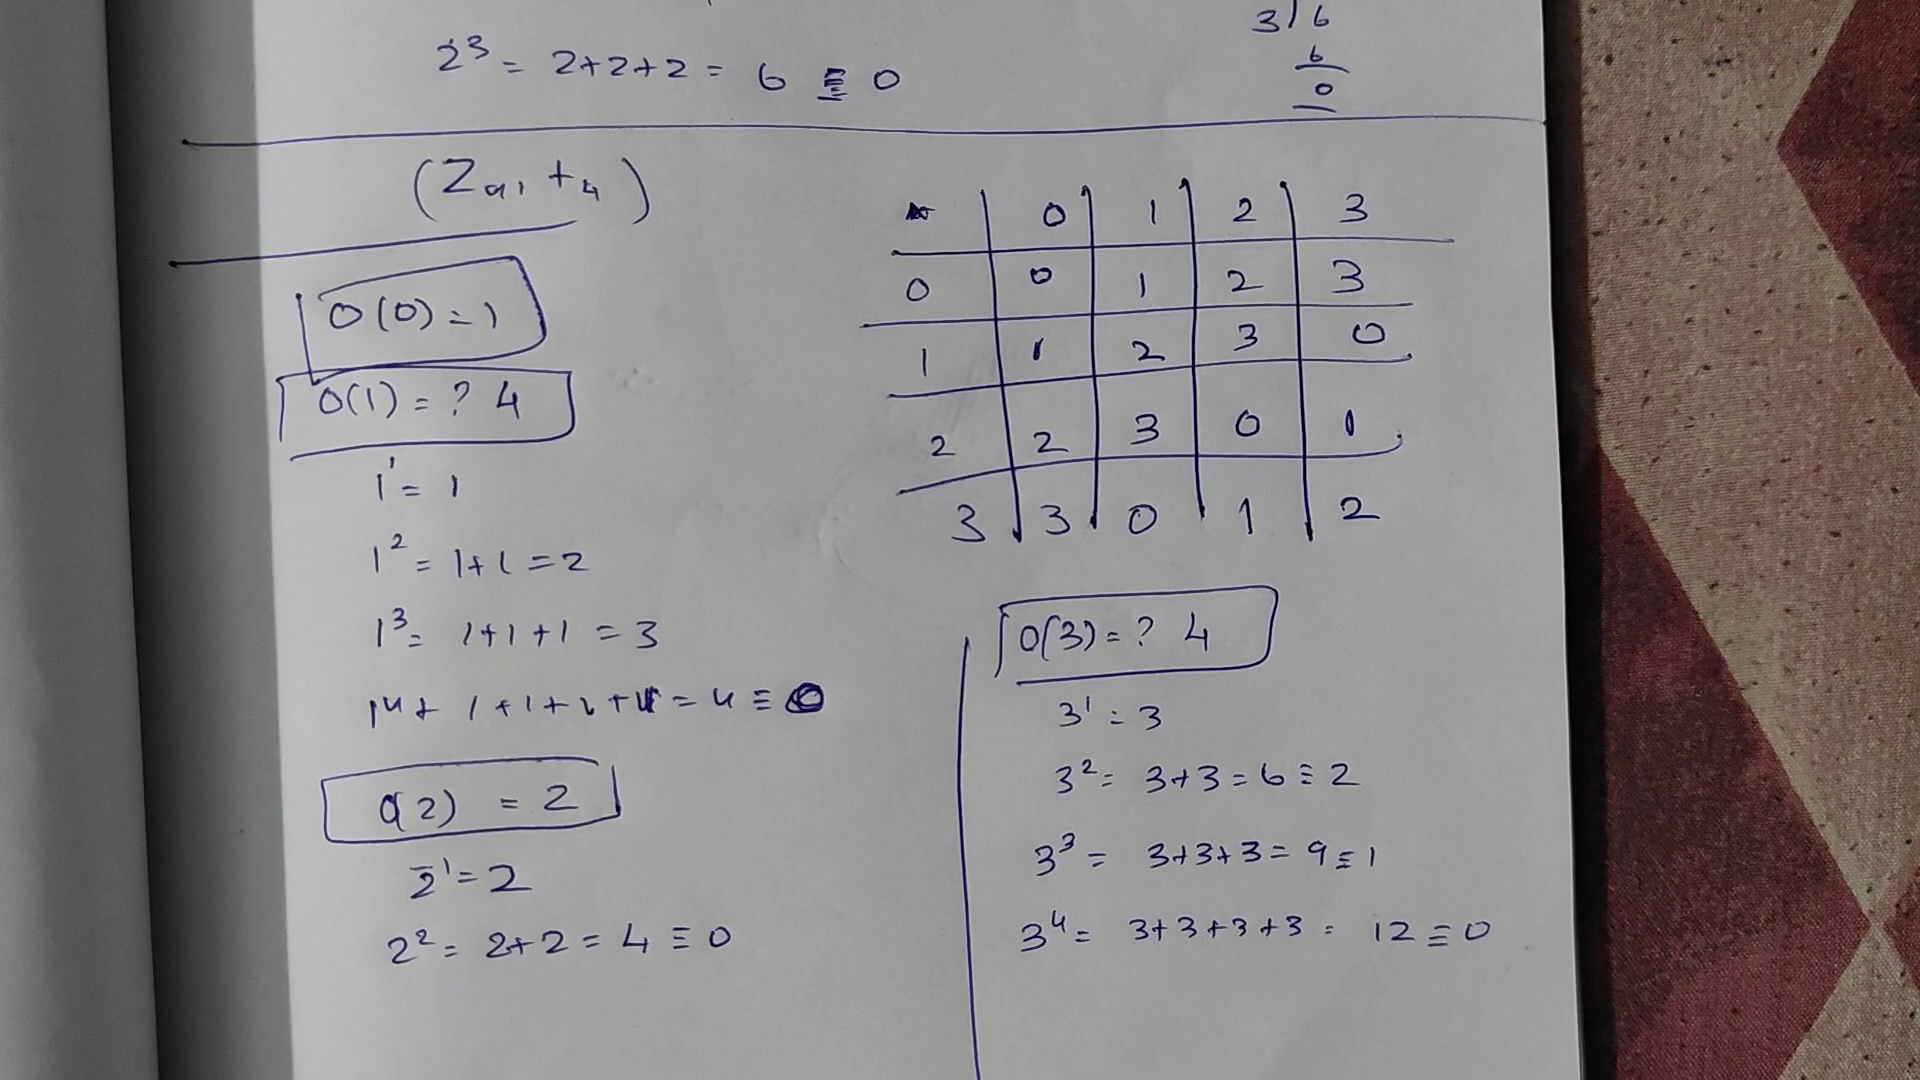 2³ = 2+2+2 = 6 ≡ 0
3) 6
6
0
(Z₄, +₄)
0 1 2 3
0 0 1 2 3
1 1 2 3 0
2 2 3 0 1
3 3 0 1 2
O(0) = 1
O(1) = ? 4
1¹ = 1
1² = 1+1 = 2
1³ = 1+1+1 = 3
1⁴ = 1+1+1+1 = 4 ≡ 0
O(2) = 2
2¹ = 2
2² = 2+2 = 4 ≡ 0
O(3) = ? 4
3¹ = 3
3² = 3+3 = 6 ≡ 2
3³ = 3+3+3 = 9 ≡ 1
3⁴ = 3+3+3+3 = 12 ≡ 0